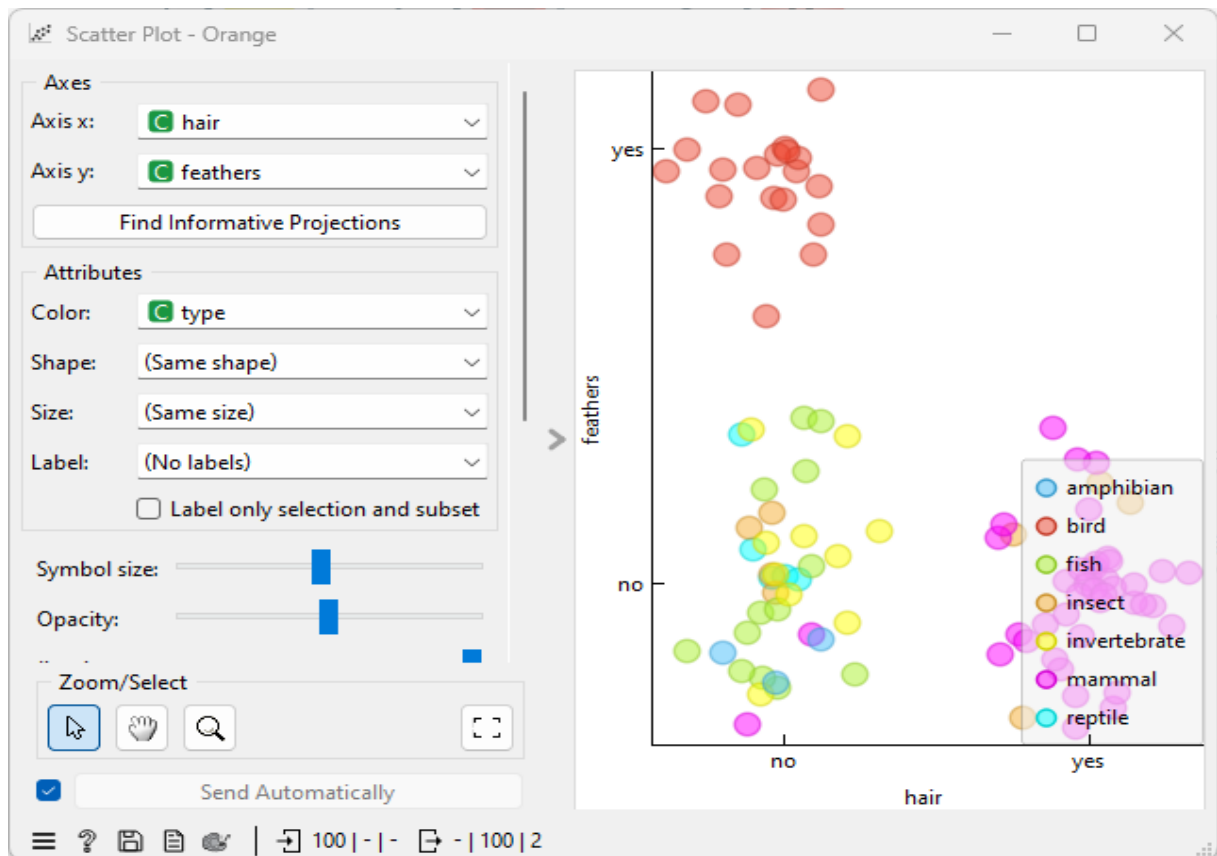 Scatter Plot - Orange
Axes
Axis x:
C hair
Axis y:
C feathers
Find Informative Projections
Attributes
Color:
C type
Shape:
(Same shape)
Size:
(Same size)
Label:
(No labels)
Label only selection and subset
Symbol size:
Opacity:
Zoom/Select
Send Automatically
100 | - | -
- | 100 | 2
yes
feathers
no
no
yes
hair
amphibian
bird
fish
insect
invertebrate
mammal
reptile